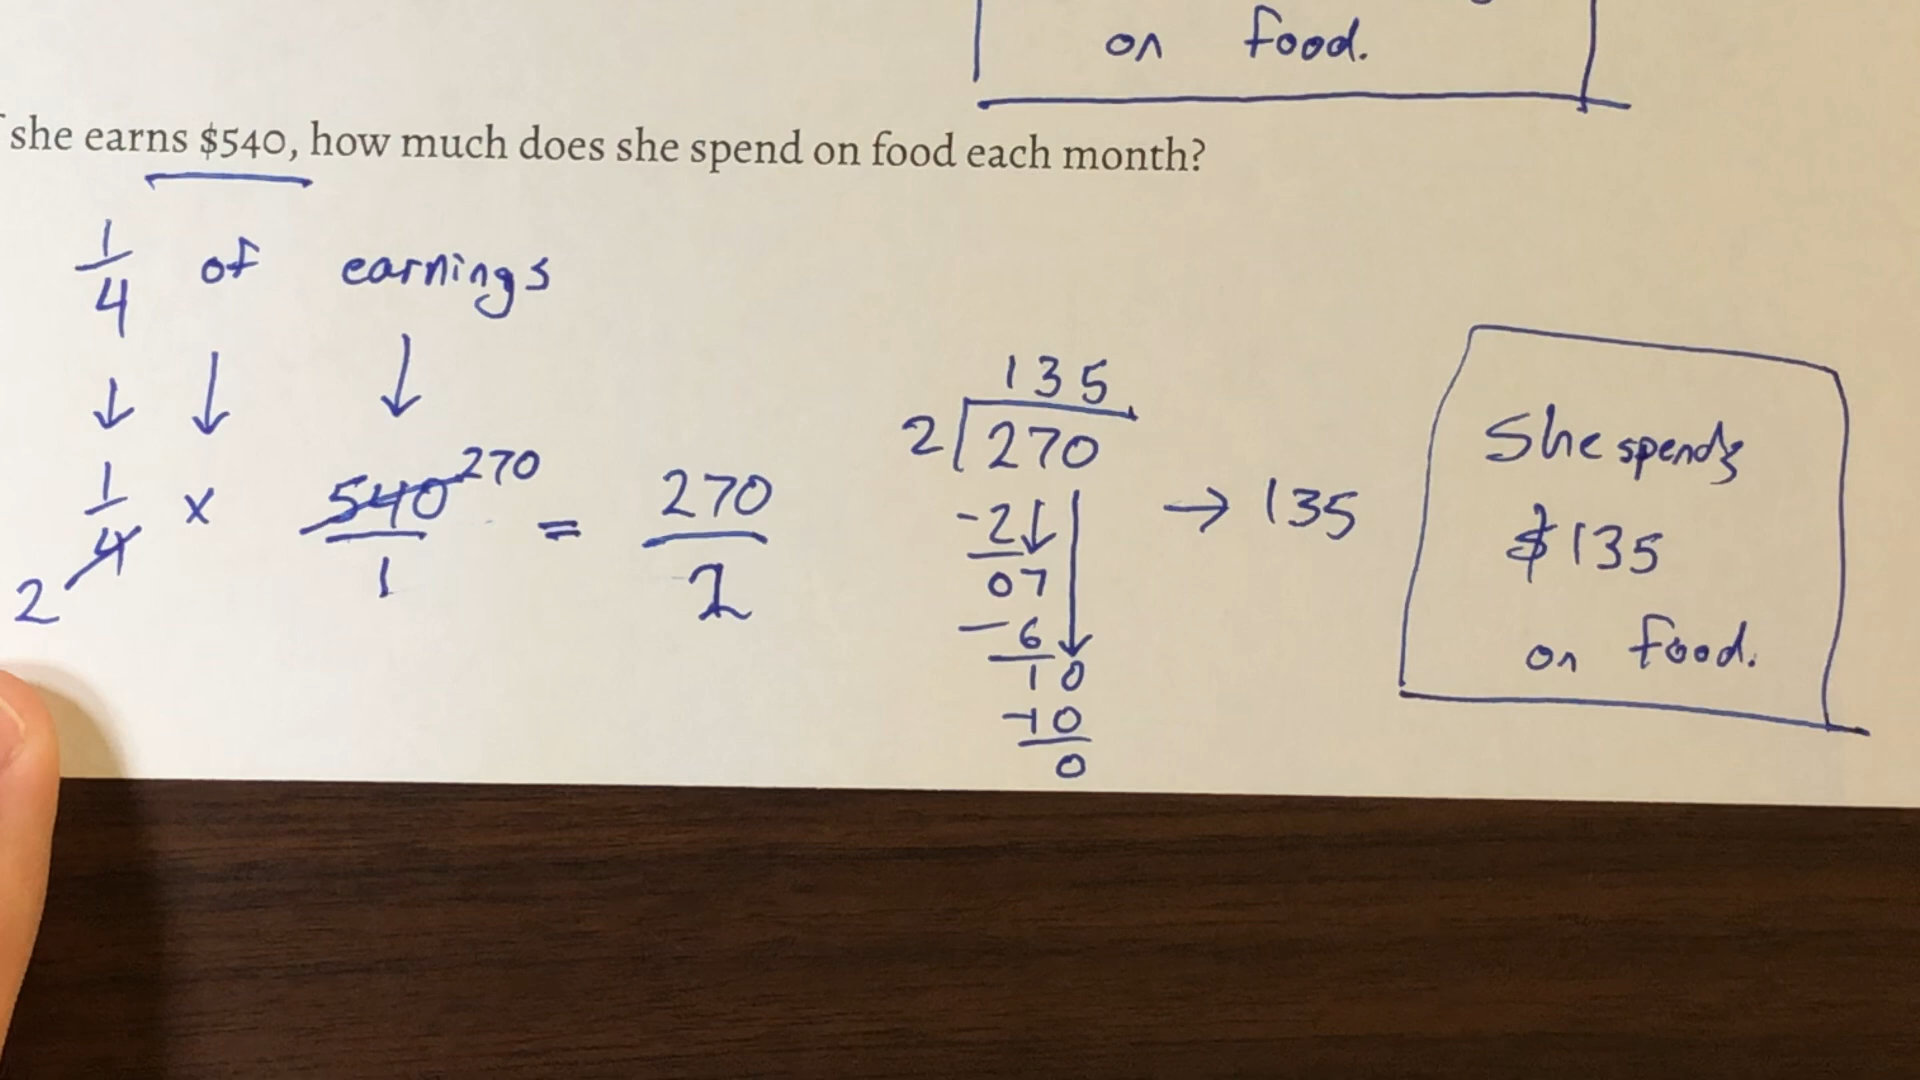 on food.
she earns $540, how much does she spend on food each month?
1/4 of earnings
↓ ↓ ↓
1/4 2 × 540/1 270 = 270/2
135
2 270
-2
07
-6
10
-10
0
→ 135
She spends
$135
on food.